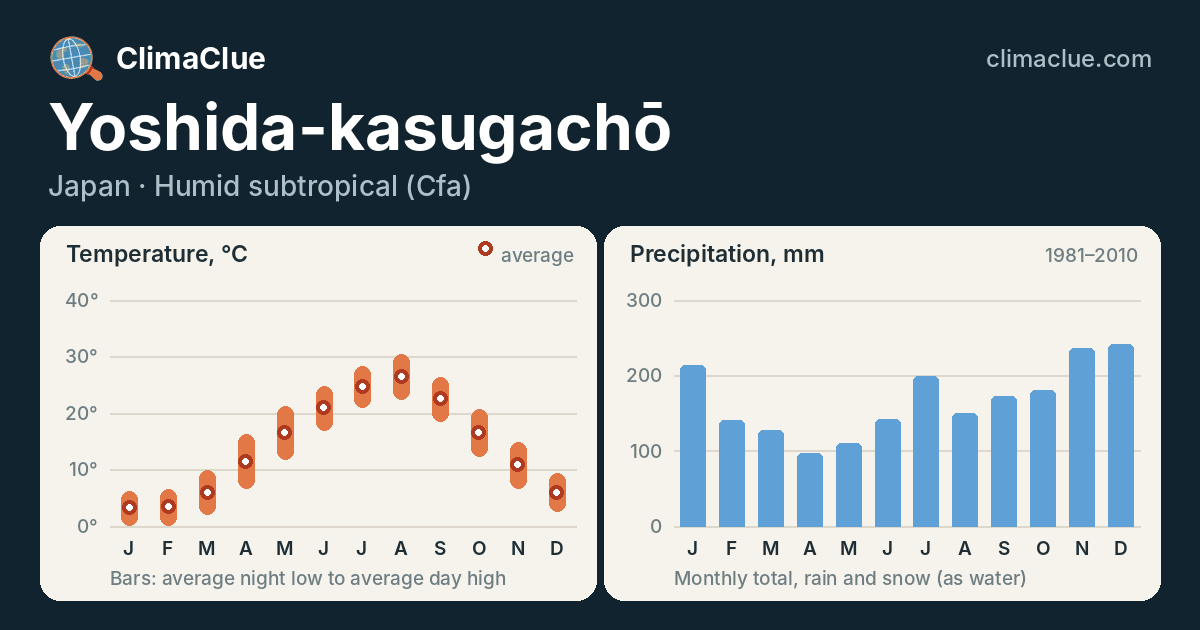 ClimaClue
climaclue.com
Yoshida-kasugachō
Japan · Humid subtropical (Cfa)
Temperature, °C
average
40°
30°
20°
10°
0°
J F M A M J J A S O N D
Bars: average night low to average day high
Precipitation, mm
1981–2010
300
200
100
0
J F M A M J J A S O N D
Monthly total, rain and snow (as water)